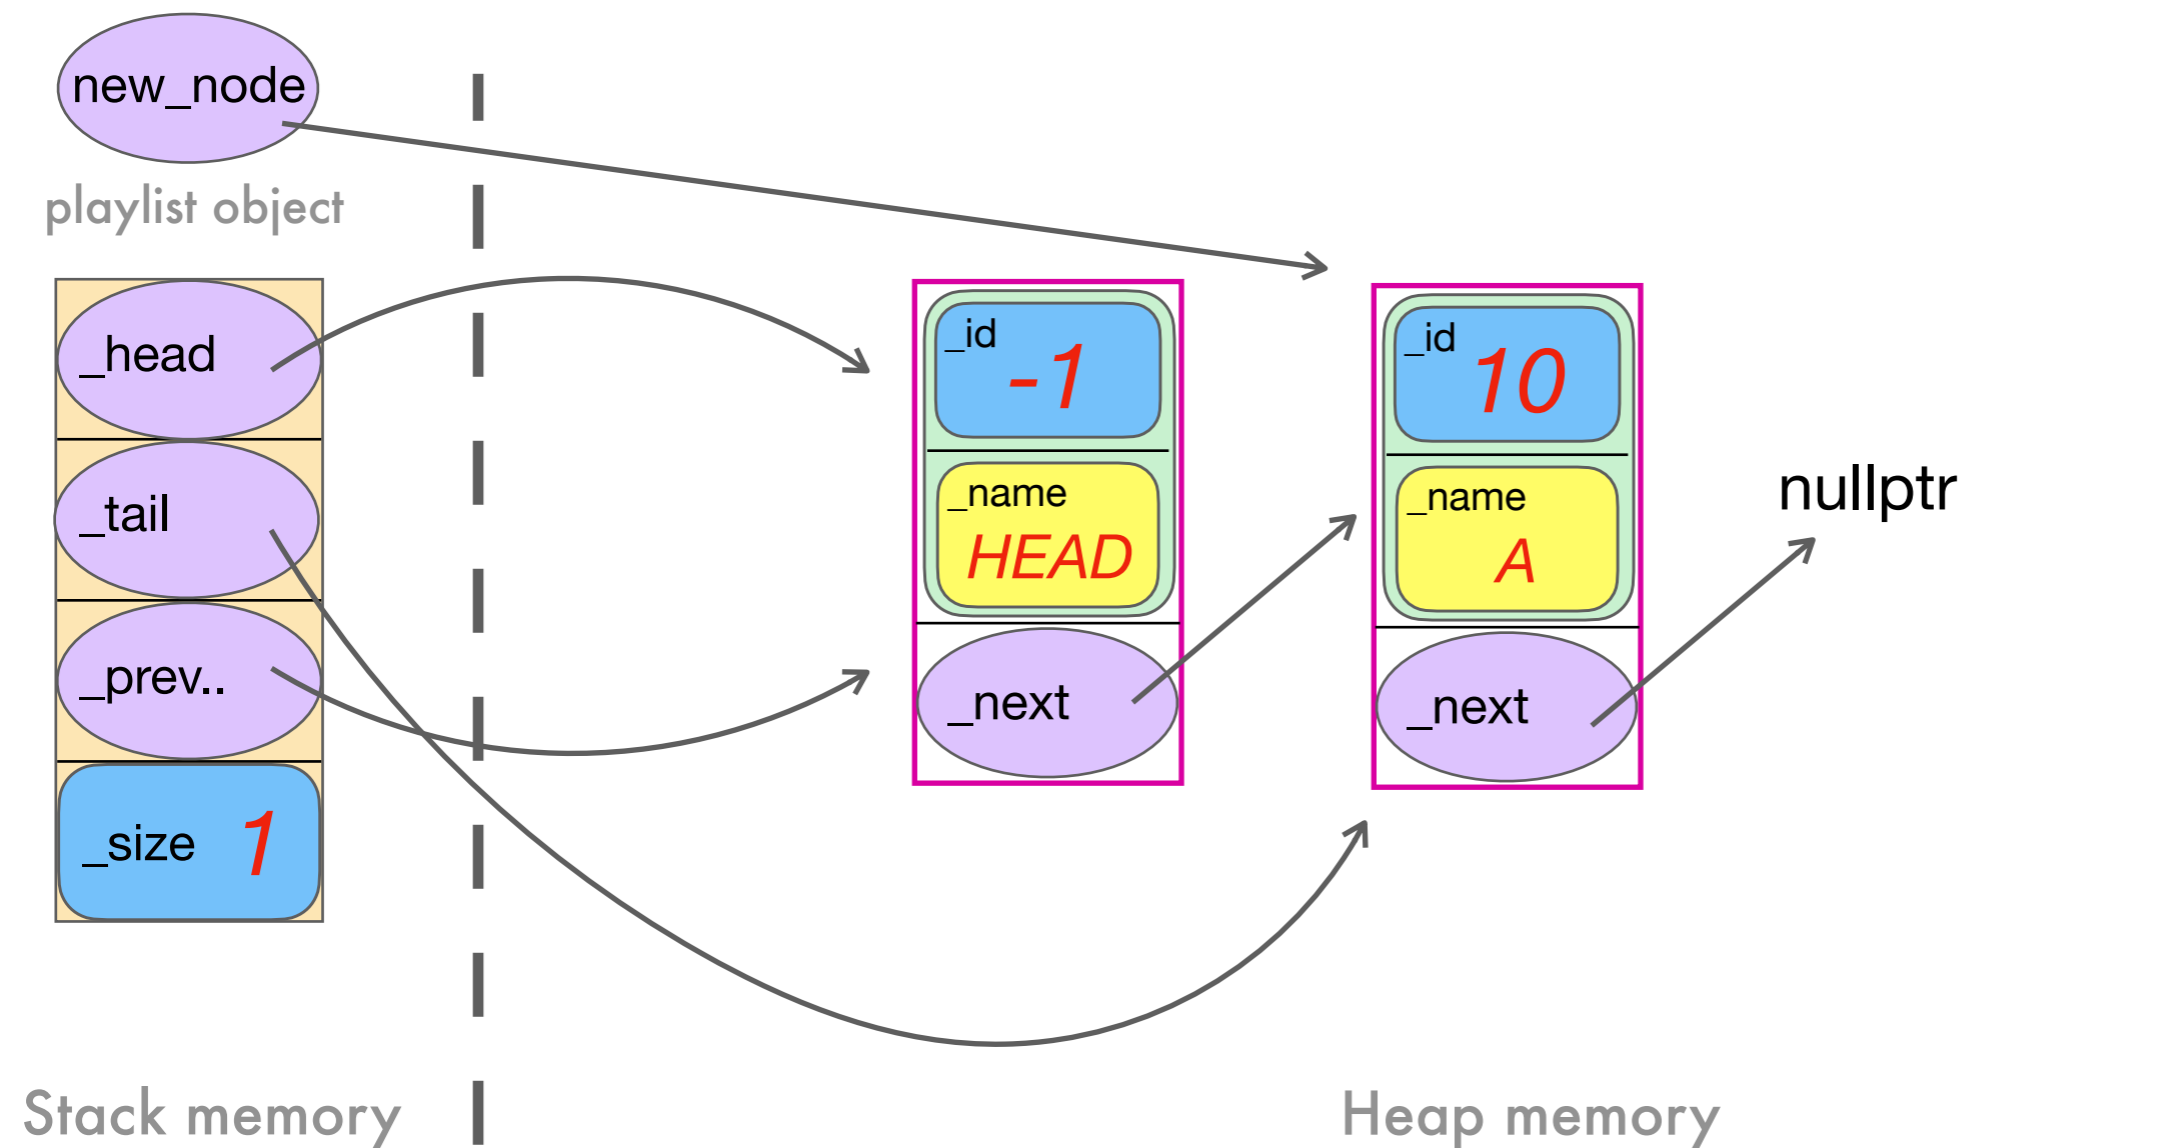 new_node
playlist object
_head
_tail
_prev..
_size 1
_id -1
_name
HEAD
_next
_id 10
_name
A
_next
nullptr
Stack memory
Heap memory